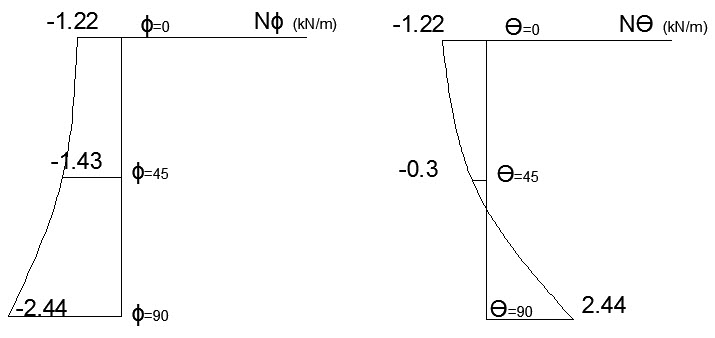 -1.22 ϕ=0 Nϕ (kN/m)
-1.43 ϕ=45
-2.44 ϕ=90
-1.22 Ө=0 NӨ (kN/m)
-0.3 Ө=45
Ө=90 2.44